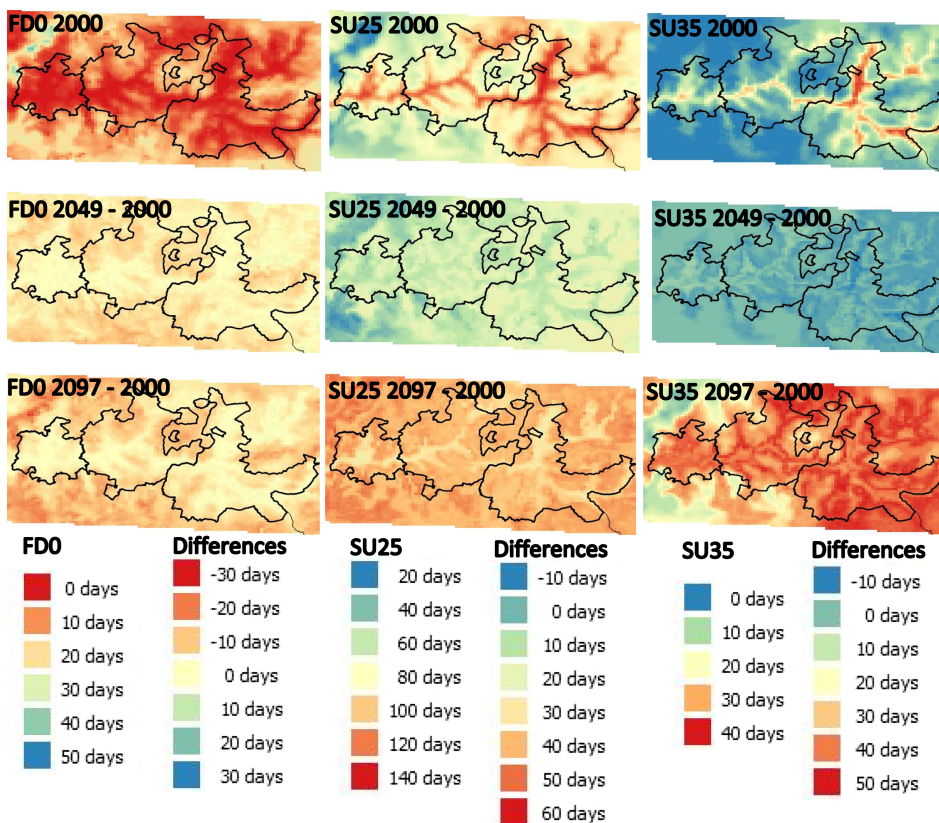 FD0 2000
SU25 2000
SU35 2000
FD0 2049 - 2000
SU25 2049 - 2000
SU35 2049 - 2000
FD0 2097 - 2000
SU25 2097 - 2000
SU35 2097 - 2000
FD0
0 days
10 days
20 days
30 days
40 days
50 days
Differences
-30 days
-20 days
-10 days
0 days
10 days
20 days
30 days
SU25
20 days
40 days
60 days
80 days
100 days
120 days
140 days
Differences
-10 days
0 days
10 days
20 days
30 days
40 days
50 days
60 days
SU35
0 days
10 days
20 days
30 days
40 days
Differences
-10 days
0 days
10 days
20 days
30 days
40 days
50 days